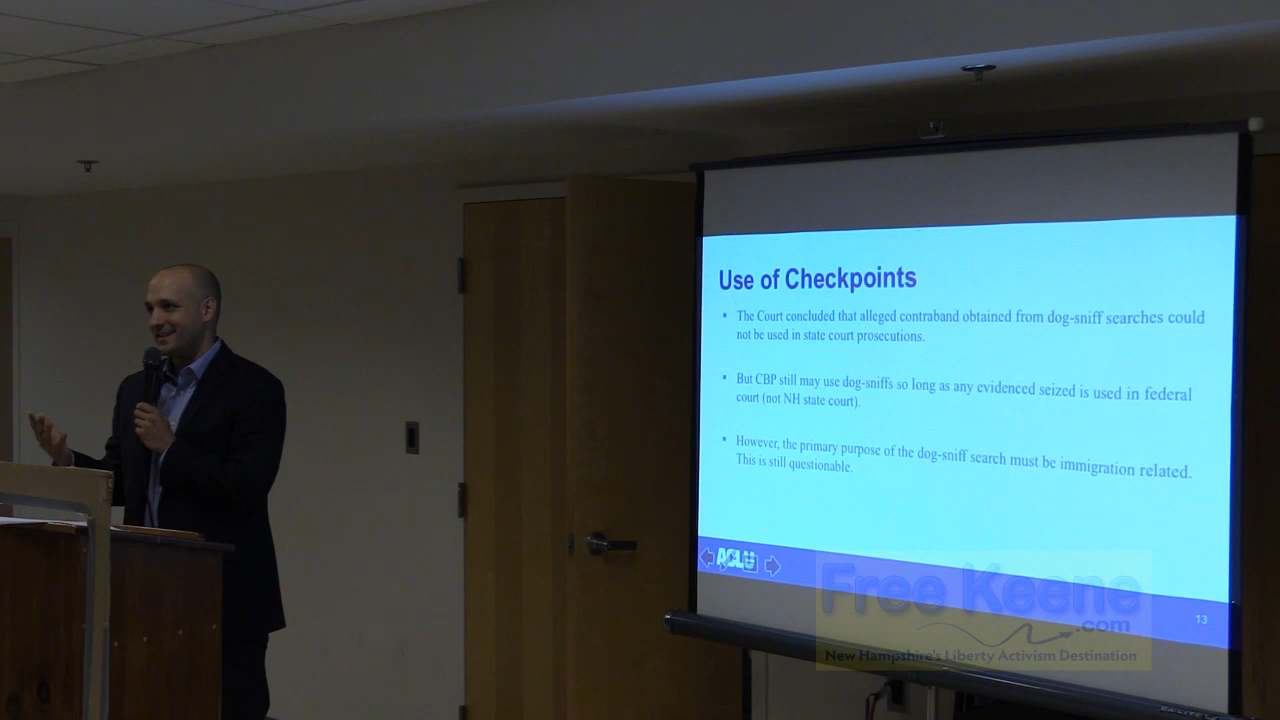 Use of Checkpoints
The Court concluded that alleged contraband obtained from dog-sniff searches could
not be used in state court prosecutions.
But CBP still may use dog-sniffs so long as any evidenced seized is used in federal
court (not NH state court).
However, the primary purpose of the dog-sniff search must be immigration related.
This is still questionable.
ACLU
13
Free Keene
.com
New Hampshire's Liberty Activism Destination